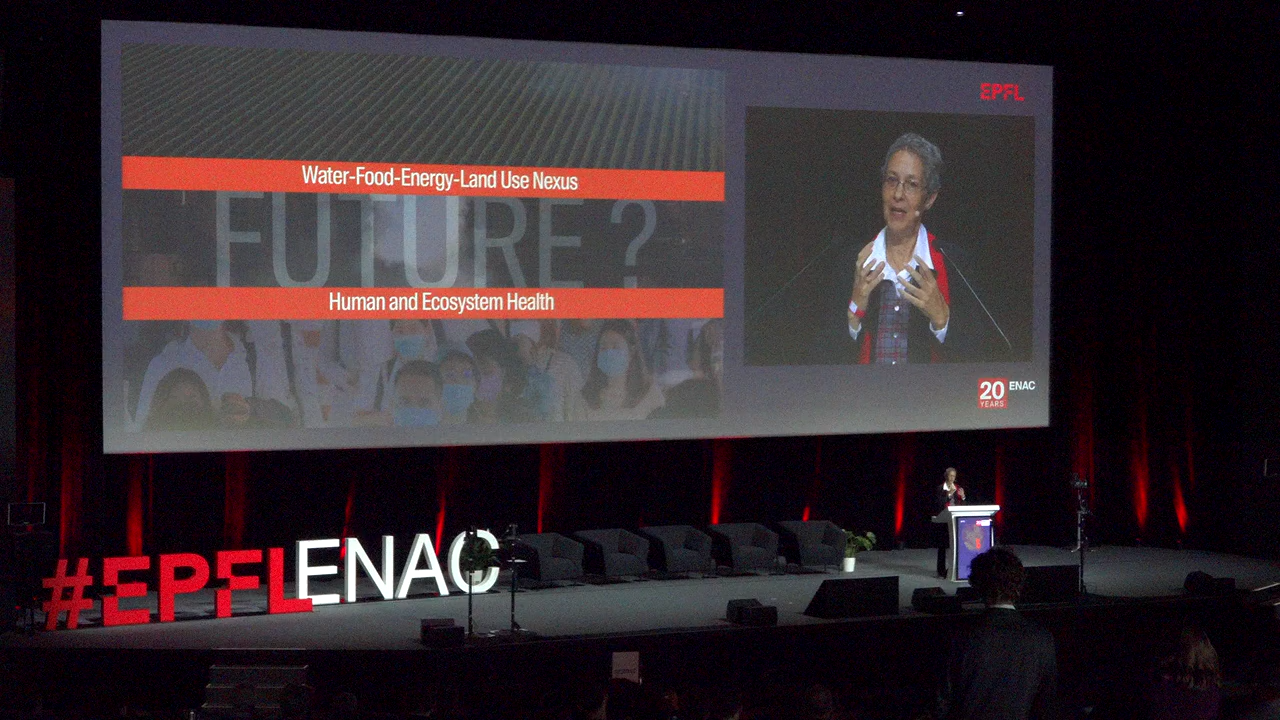 EPFL
Water-Food-Energy-Land Use Nexus
FUTURE ?
Human and Ecosystem Health
20 YEARS ENAC
#EPFLENAC